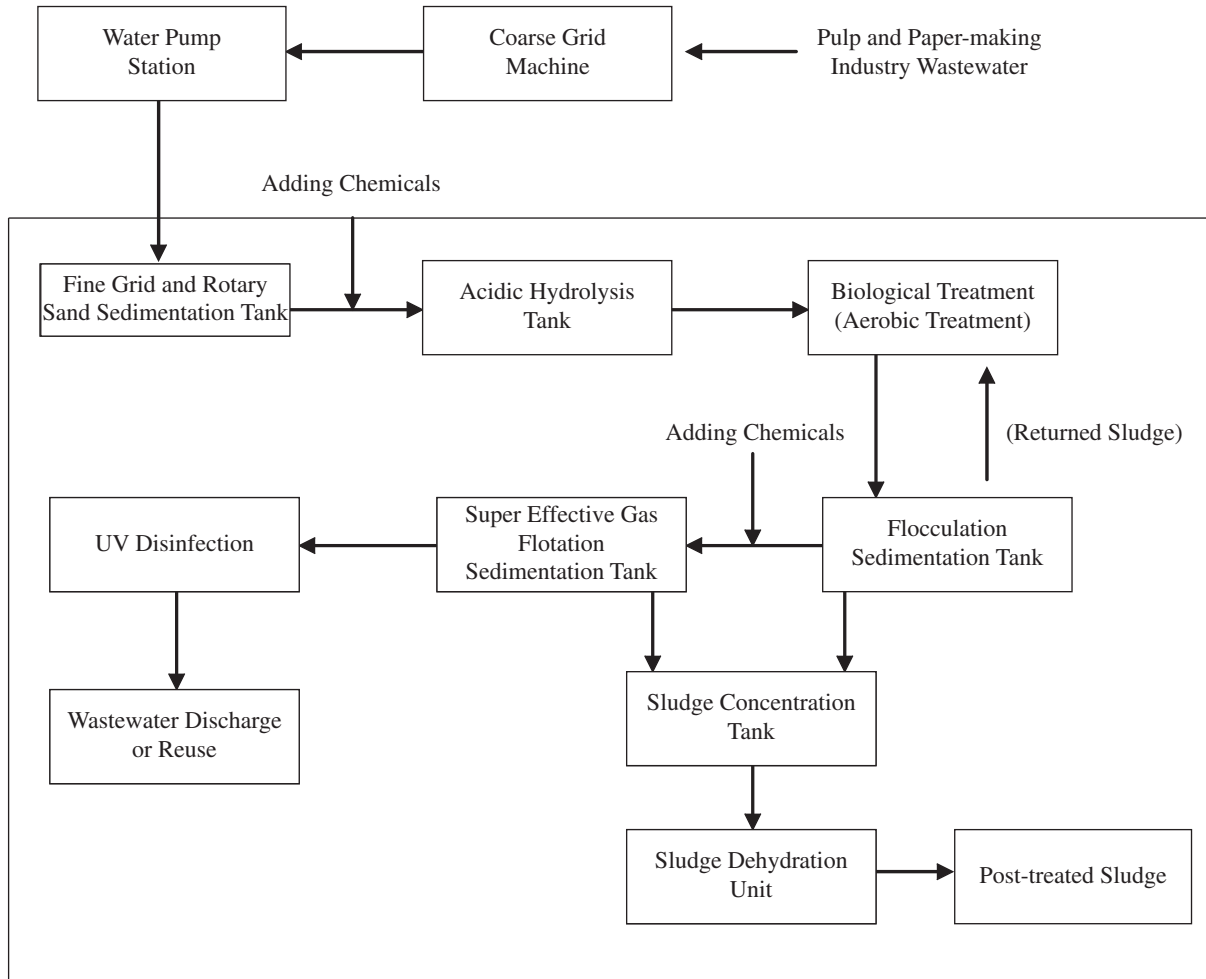 Water Pump
Station
Coarse Grid
Machine
Pulp and Paper-making
Industry Wastewater
Adding Chemicals
Fine Grid and Rotary
Sand Sedimentation Tank
Acidic Hydrolysis
Tank
Biological Treatment
(Aerobic Treatment)
Adding Chemicals
(Returned Sludge)
UV Disinfection
Super Effective Gas
Flotation
Sedimentation Tank
Flocculation
Sedimentation Tank
Wastewater Discharge
or Reuse
Sludge Concentration
Tank
Sludge Dehydration
Unit
Post-treated Sludge